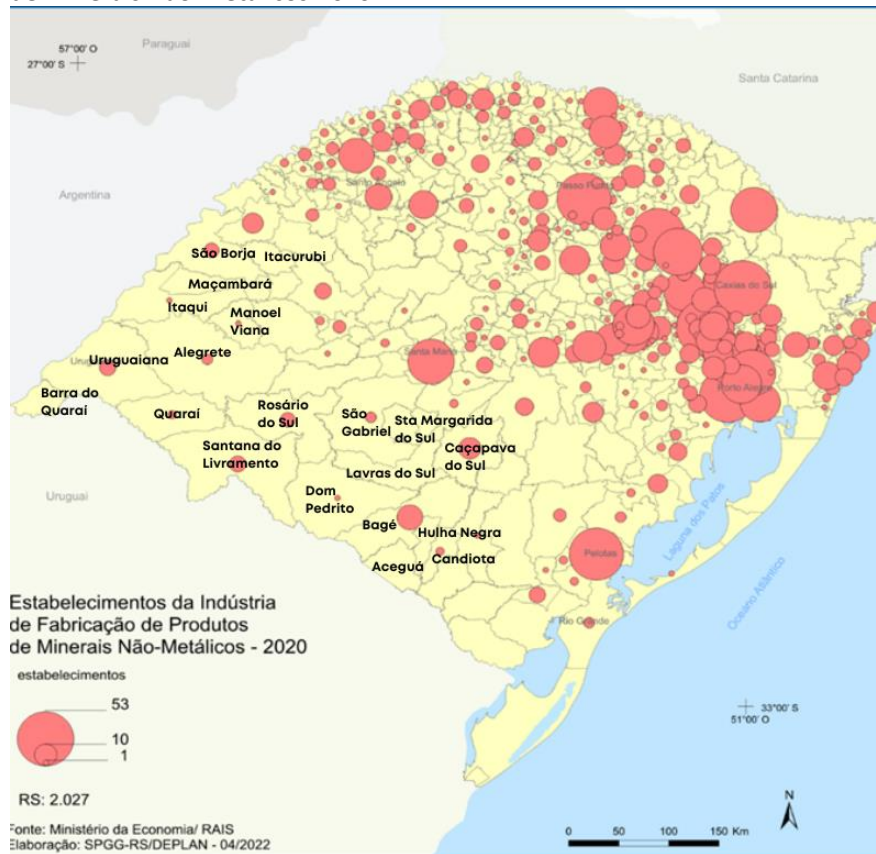 Paraguai
57°00' O
27°00' S
Santa Catarina
Argentina
Passo Fundo
São Borja
Itacurubi
Maçambará
Itaqui
Manoel
Viana
Caxias do Sul
Uruguaiana
Alegrete
Santa Maria
Porto Alegre
Barra do
Quaraí
Quaraí
Rosário
do Sul
São
Gabriel
Sta Margarida
do Sul
Caçapava
do Sul
Santana do
Livramento
Lavras do Sul
Uruguai
Dom
Pedrito
Bagé
Hulha Negra
Aceguá
Candiota
Pelotas
Laguna dos Patos
Oceano Atlântico
Rio Grande
Estabelecimentos da Indústria
de Fabricação de Produtos
de Minerais Não-Metálicos - 2020
estabelecimentos
53
10
1
RS: 2.027
33°00' S
51°00' O
N
0 50 100 150 Km
Fonte: Ministério da Economia/ RAIS
Elaboração: SPGG-RS/DEPLAN - 04/2022